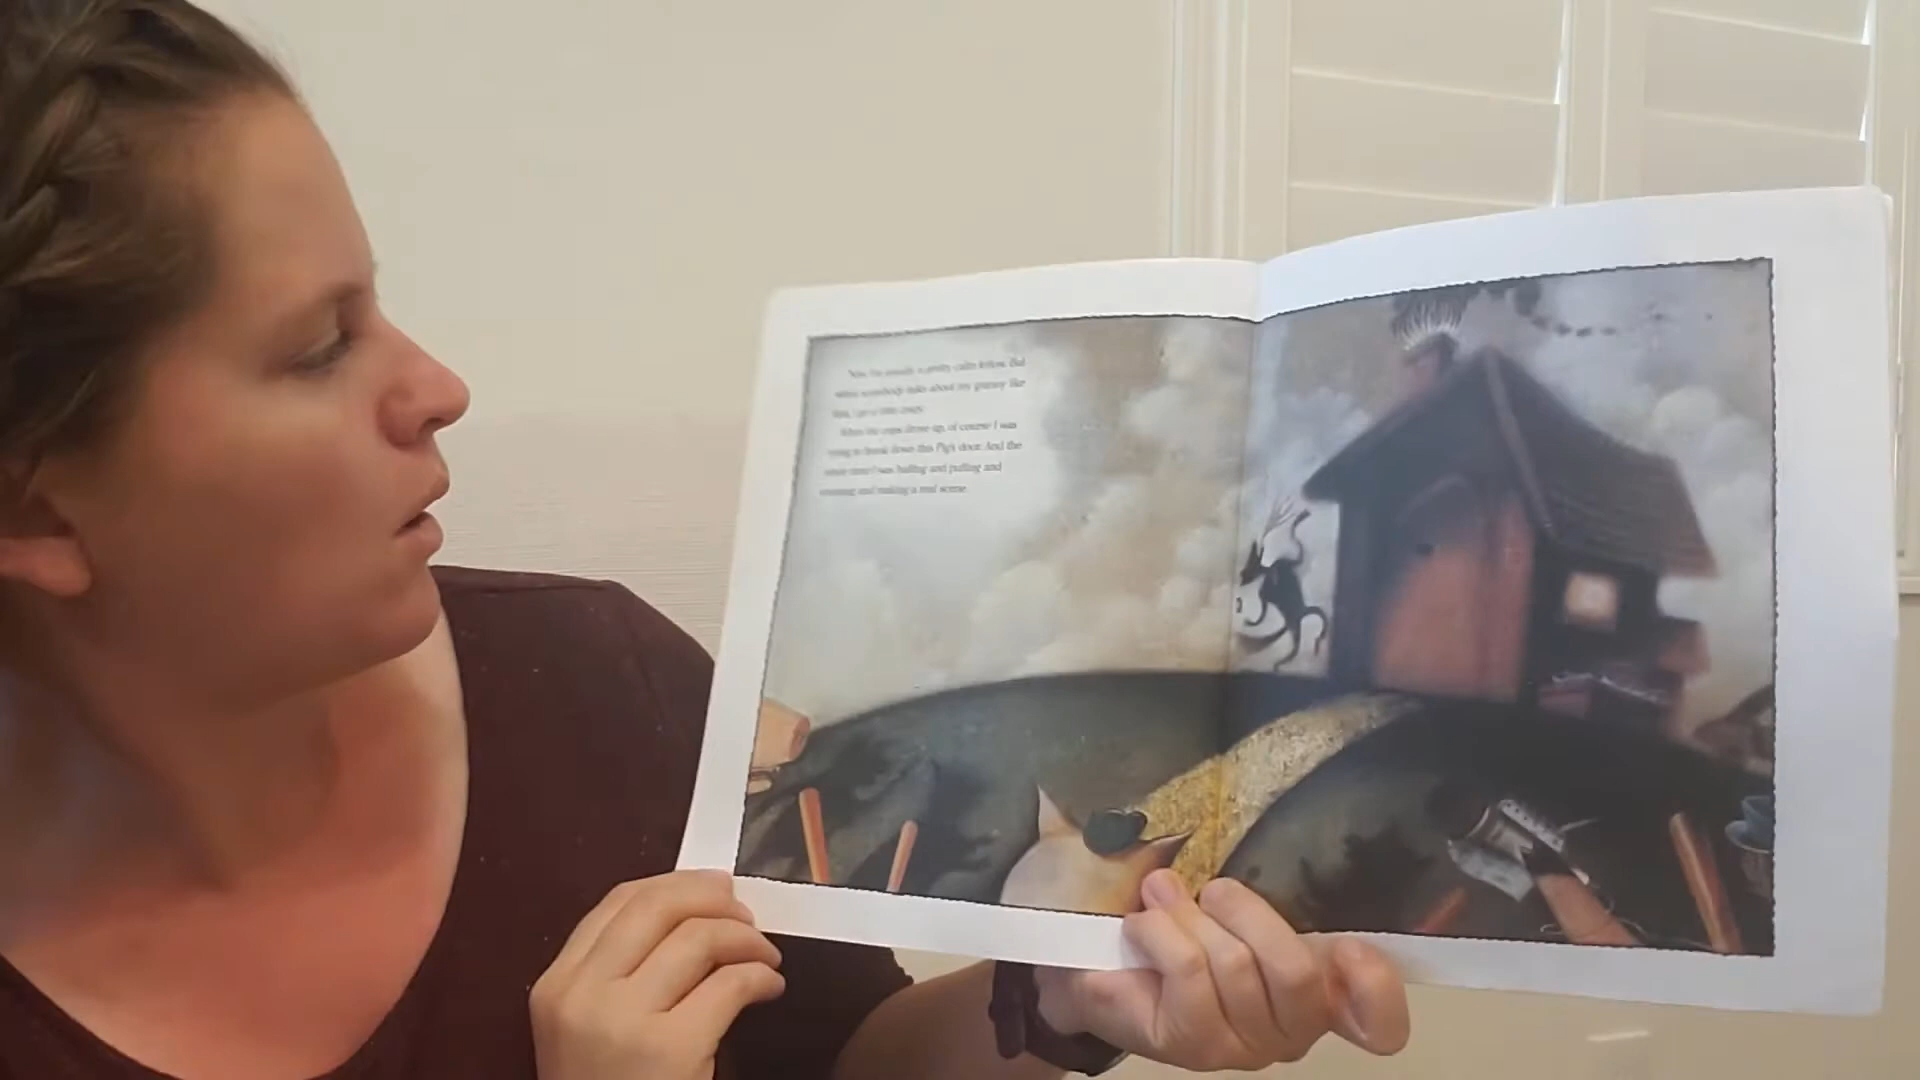 Now I'm usually a pretty calm fellow. But
when somebody talks about my granny like
this, I go a little crazy.
When the cops drove up, of course I was
trying to break down this Pig's door. And the
whole time I was huffing and puffing and
sneezing and making a real scene.